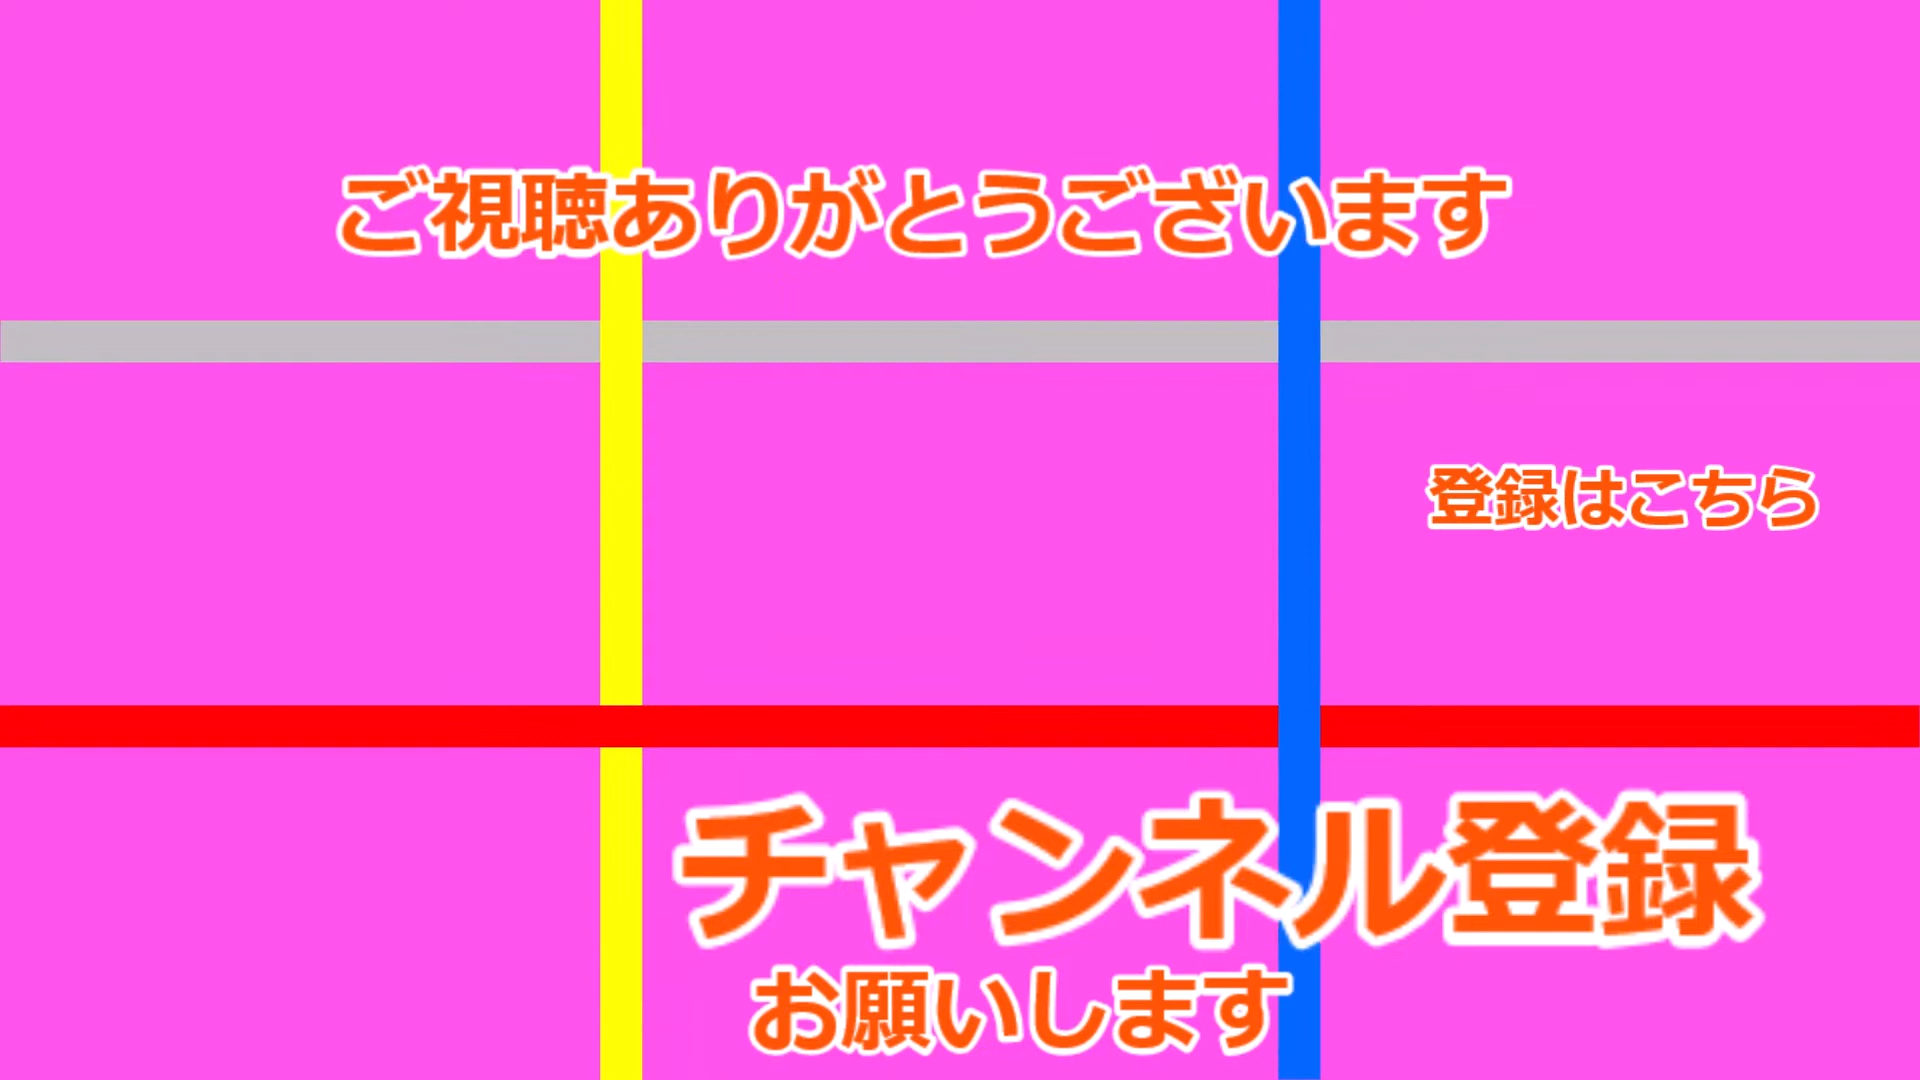 ご視聴ありがとうございます
登録はこちら
チャンネル登録
お願いします